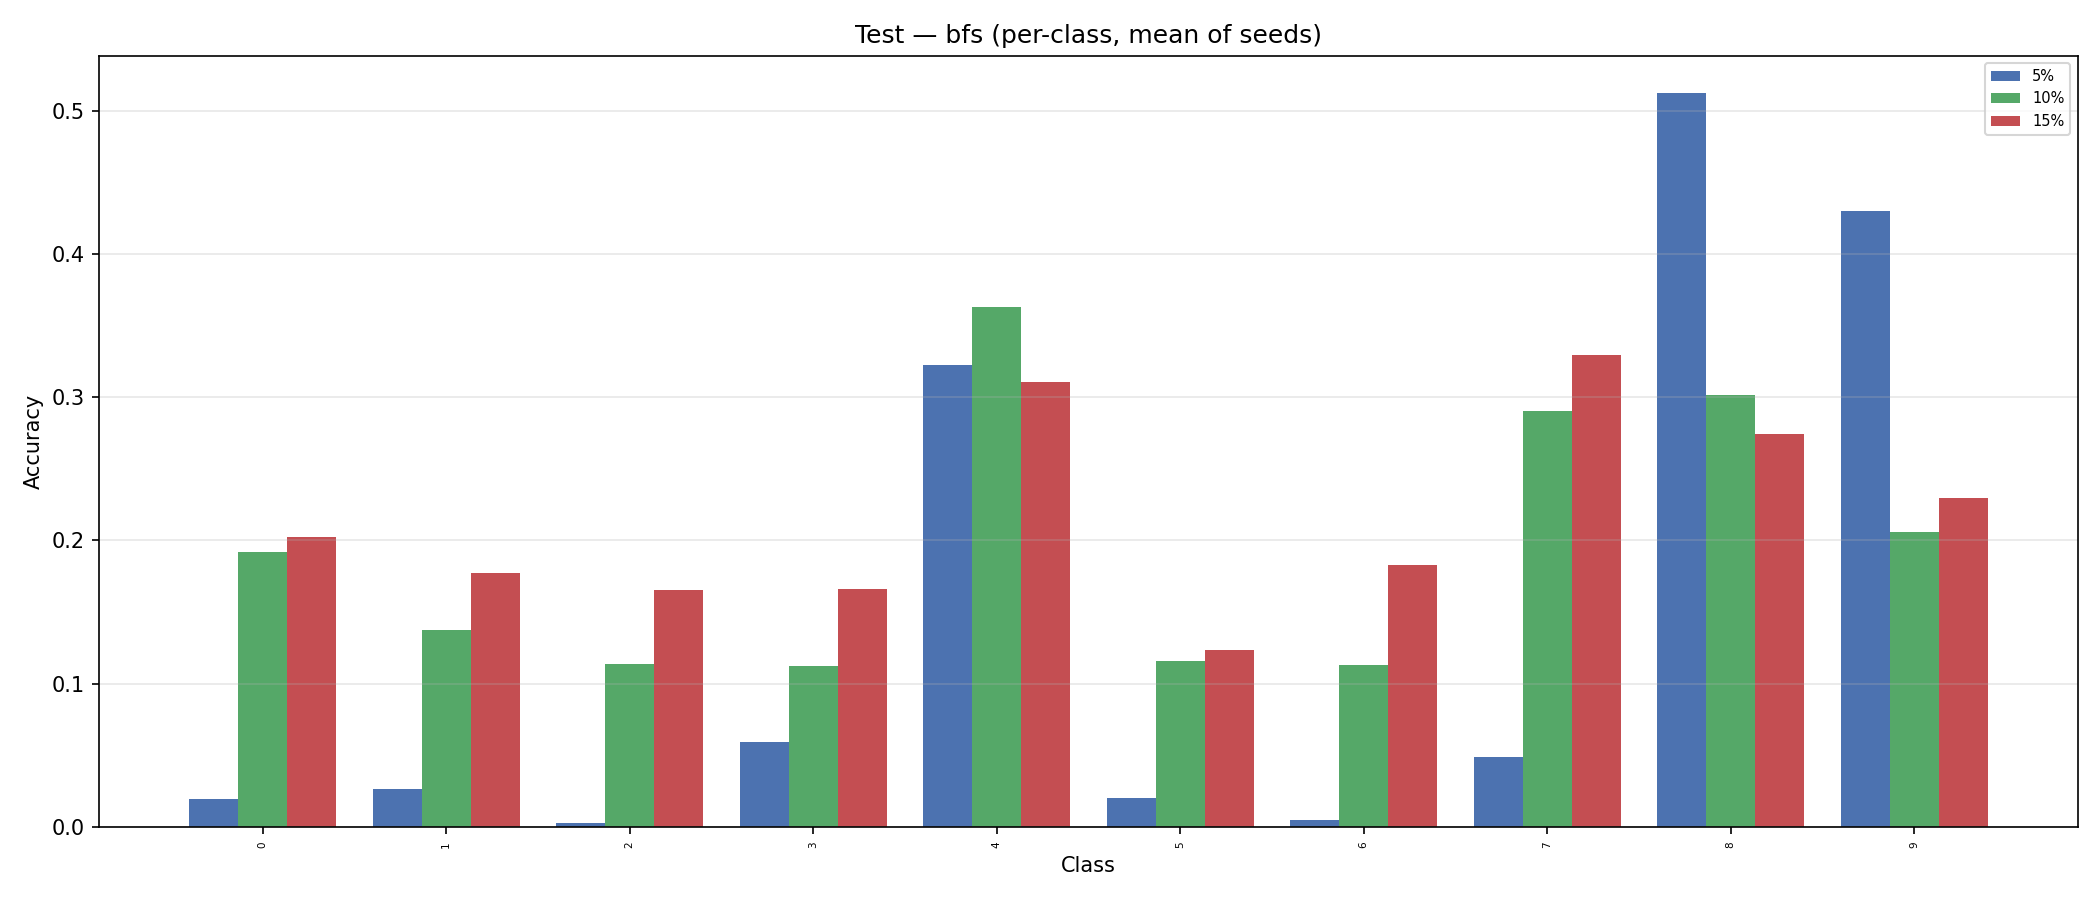 Test — bfs (per-class, mean of seeds)
5%
10%
15%
Accuracy
0.5
0.4
0.3
0.2
0.1
0.0
0 1 2 3 4 5 6 7 8 9
Class